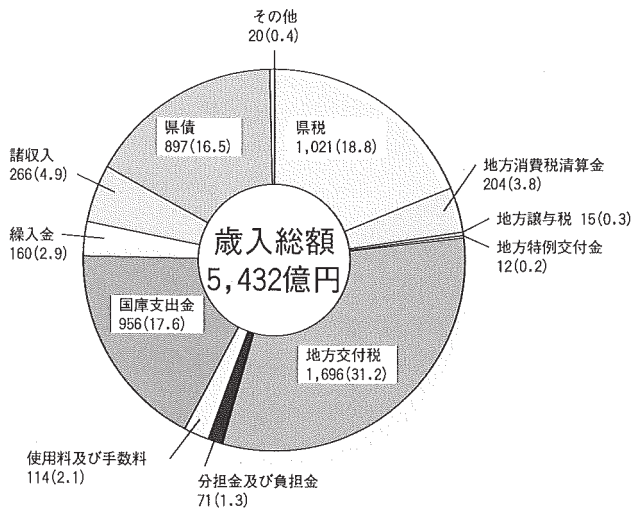 その他
20(0.4)
県税
1,021(18.8)
地方消費税清算金
204(3.8)
地方譲与税 15(0.3)
地方特例交付金
12(0.2)
地方交付税
1,696(31.2)
分担金及び負担金
71(1.3)
使用料及び手数料
114(2.1)
国庫支出金
956(17.6)
繰入金
160(2.9)
諸収入
266(4.9)
県債
897(16.5)
歳入総額
5,432億円